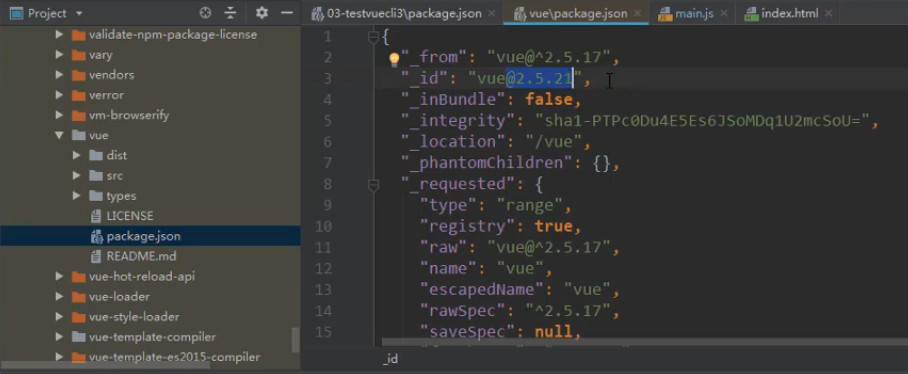 Project
validate-npm-package-license
vary
vendors
verror
vm-browserify
vue
dist
src
types
LICENSE
package.json
README.md
vue-hot-reload-api
vue-loader
vue-style-loader
vue-template-compiler
vue-template-es2015-compiler
03-testvuecli3\package.json
vue\package.json
main.js
index.html
1 {
2 "_from": "vue@^2.5.17",
3 "_id": "vue@2.5.21",
4 "_inBundle": false,
5 "_integrity": "sha1-PTPc0Du4E5Es6JSoMDq1U2mcSoU=",
6 "_location": "/vue",
7 "_phantomChildren": {},
8 "_requested": {
9 "type": "range",
10 "registry": true,
11 "raw": "vue@^2.5.17",
12 "name": "vue",
13 "escapedName": "vue",
14 "rawSpec": "^2.5.17",
15 "saveSpec": null,
_id